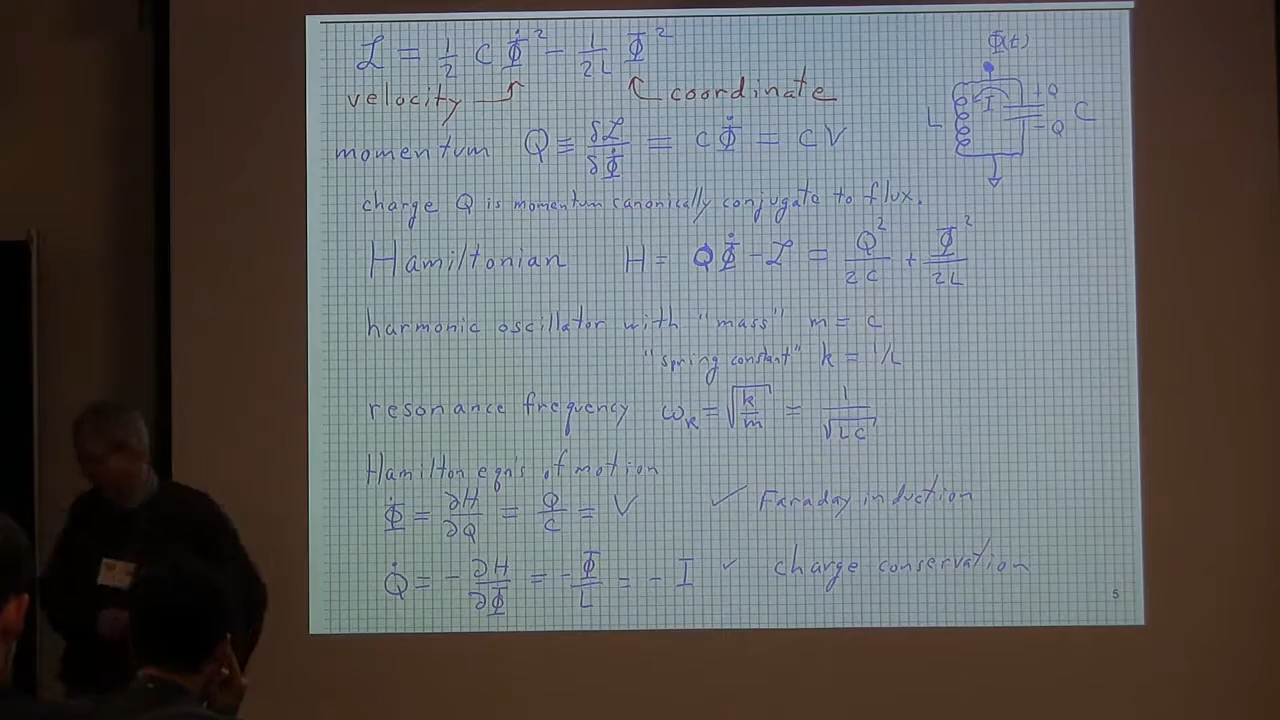 ℒ = 1/2 C Φ̇² − 1/2L Φ²
Φ(t)
velocity ↑ coordinate
L I +Q −Q C
momentum Q ≡ δℒ/δΦ̇ = CΦ̇ = CV
charge Q is momentum canonically conjugate to flux.
Hamiltonian H = QΦ̇ − ℒ = Q²/2C + Φ²/2L
harmonic oscillator with "mass" m = C
"spring constant" k = 1/L
resonance frequency ω_R = √(k/m) = 1/√(LC)
Hamilton eqn's of motion
Φ̇ = ∂H/∂Q = Q/C = V ✓ Faraday induction
Q̇ = −∂H/∂Φ = −Φ/L = −I ✓ charge conservation
5